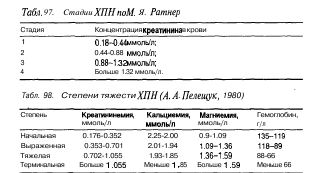 Табл. 97. Стадии ХПН по М. Я. Ратнер
Стадия Концентрация креатинина в крови
1 0.18-0.44 ммоль/л;
2 0.44-0.88 ммоль/л;
3 0.88-1.32 ммоль/л;
4 Больше 1.32 ммоль/л.
Табл. 98. Степени тяжести ХПН (А. А. Пелещук, 1980)
Степень Креатининемия, ммоль/л Кальциемия, ммоль/л Магниемия, ммоль/л Гемоглобин, г/л
Начальная 0.176-0.352 2.25-2.00 0.9-1.09 135–119
Выраженная 0.353-0.701 2.01-1.94 1.09–1.36 118–89
Тяжелая 0.702-1.055 1.93-1.85 1.36–1.59 88-66
Терминальная Больше 1.055 Меньше 1.85 Больше 1.59 Меньше 66